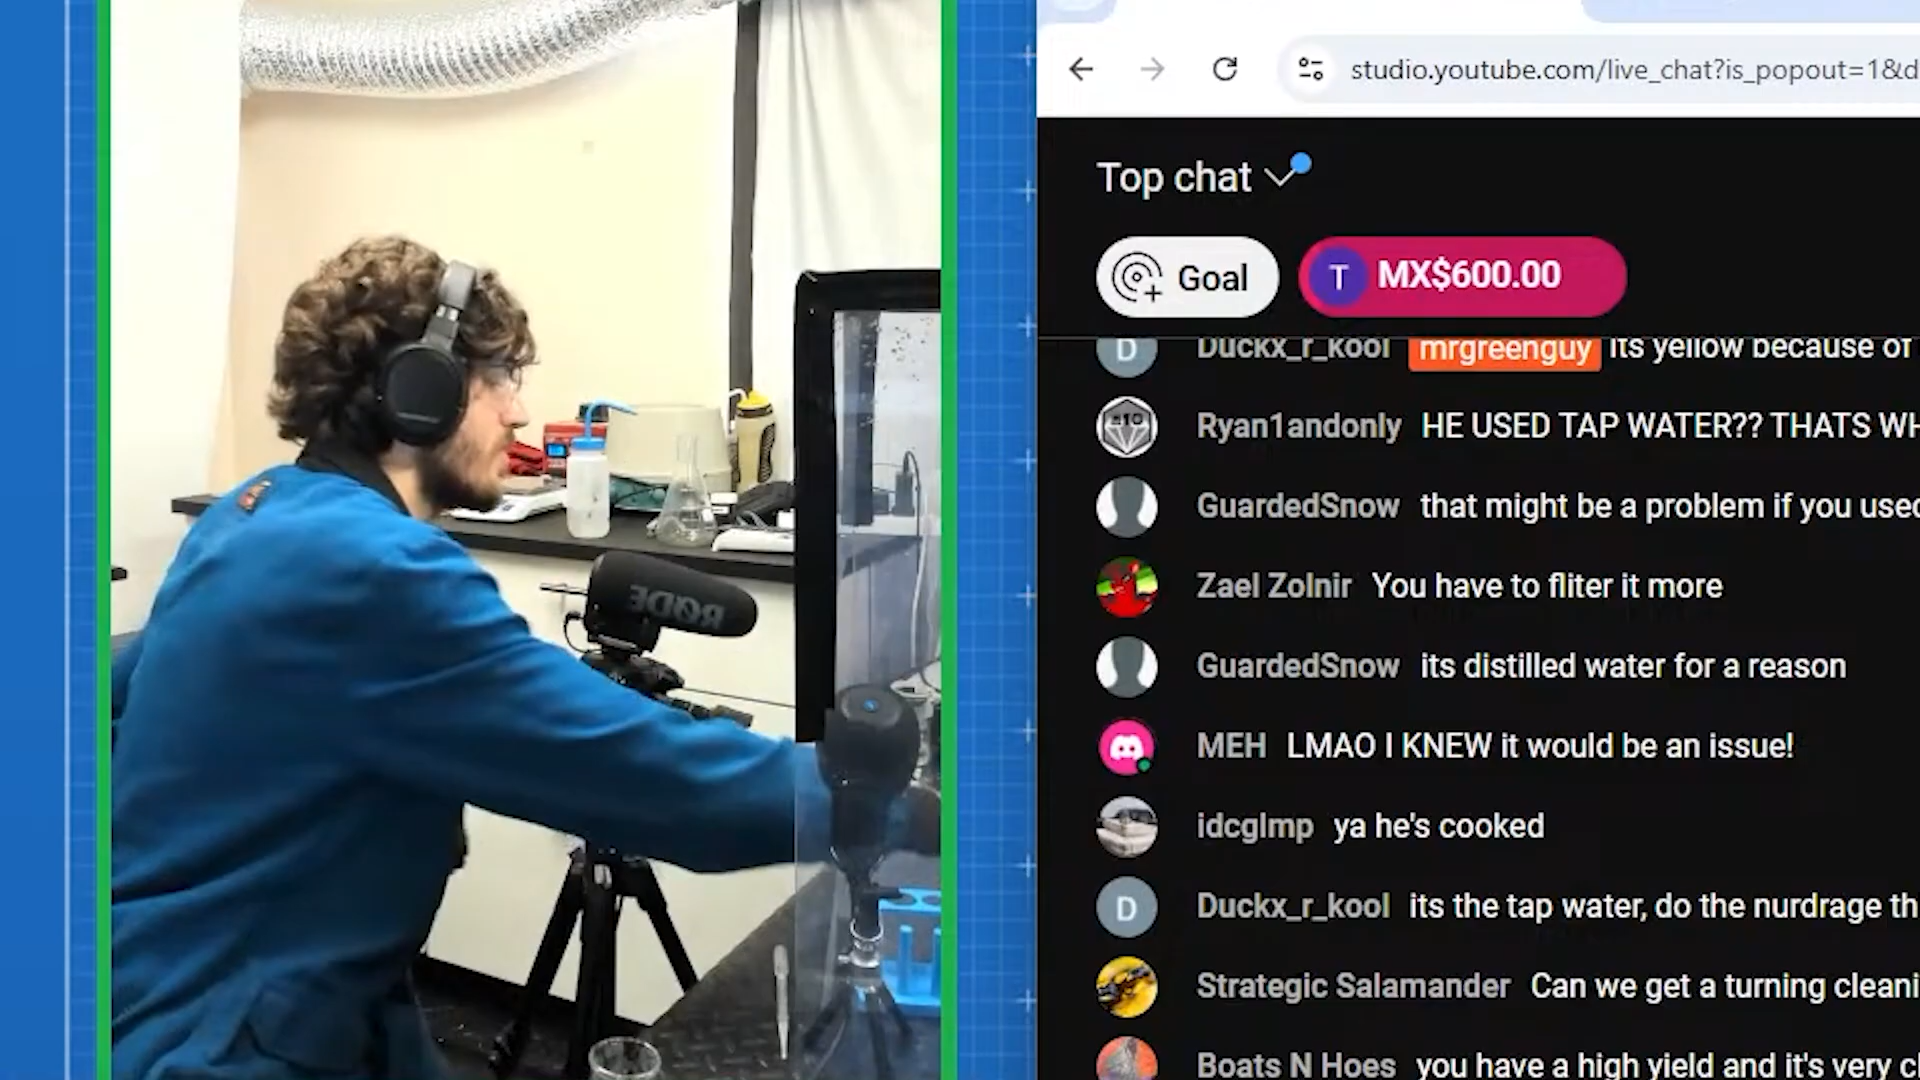 studio.youtube.com/live_chat?is_popout=1&d
Top chat
Goal
T MX$600.00
D Duckx_r_kool mrgreenguy its yellow because of
Ryan1andonly HE USED TAP WATER?? THATS WH
GuardedSnow that might be a problem if you used
Zael Zolnir You have to fliter it more
GuardedSnow its distilled water for a reason
MEH LMAO I KNEW it would be an issue!
idcglmp ya he's cooked
D Duckx_r_kool its the tap water, do the nurdrage th
Strategic Salamander Can we get a turning cleani
Boats N Hoes you have a high yield and it's very cl
RØDE